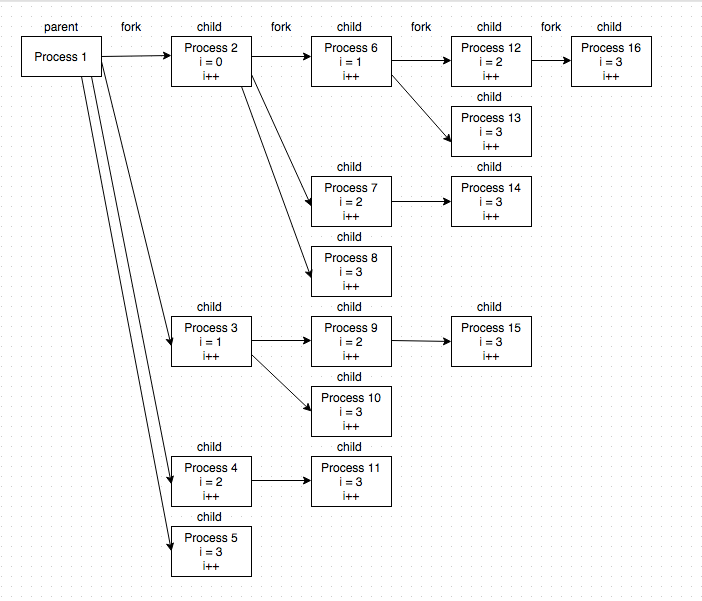 parent fork child fork child fork child fork child
Process 1
Process 2
i = 0
i++
Process 6
i = 1
i++
Process 12
i = 2
i++
Process 16
i = 3
i++
child
Process 13
i = 3
i++
child
Process 7
i = 2
i++
child
Process 14
i = 3
i++
child
Process 8
i = 3
i++
child
Process 3
i = 1
i++
child
Process 9
i = 2
i++
child
Process 15
i = 3
i++
child
Process 10
i = 3
i++
child
Process 4
i = 2
i++
child
Process 11
i = 3
i++
child
Process 5
i = 3
i++